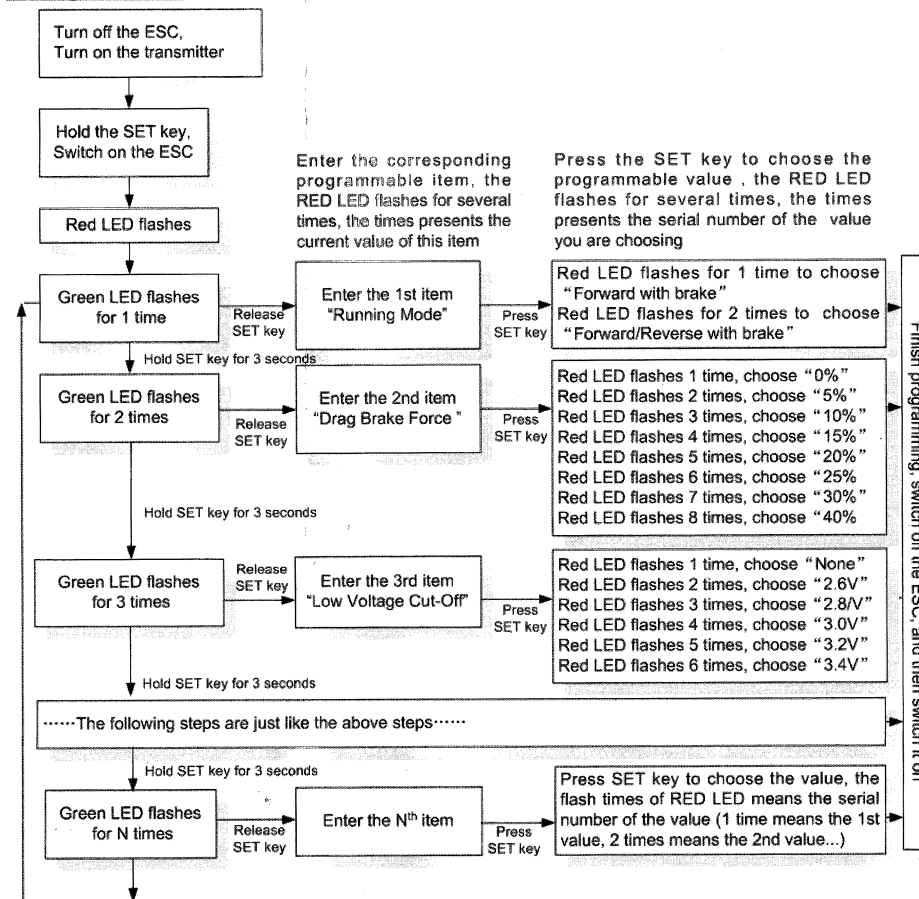 Turn off the ESC,
Turn on the transmitter
Hold the SET key,
Switch on the ESC
Enter the corresponding
programmable item, the
RED LED flashes for several
times, the times presents the
current value of this item
Press the SET key to choose the
programmable value , the RED LED
flashes for several times, the times
presents the serial number of the value
you are choosing
Red LED flashes
Green LED flashes
for 1 time
Release
SET key
Enter the 1st item
“Running Mode”
Press
SET key
Red LED flashes for 1 time to choose
“Forward with brake”
Red LED flashes for 2 times to choose
“Forward/Reverse with brake”
Hold SET key for 3 seconds
Green LED flashes
for 2 times
Release
SET key
Enter the 2nd item
“Drag Brake Force ”
Press
SET key
Red LED flashes 1 time, choose “0%”
Red LED flashes 2 times, choose “5%”
Red LED flashes 3 times, choose “10%”
Red LED flashes 4 times, choose “15%”
Red LED flashes 5 times, choose “20%”
Red LED flashes 6 times, choose “25%
Red LED flashes 7 times, choose “30%”
Red LED flashes 8 times, choose “40%
Hold SET key for 3 seconds
Green LED flashes
for 3 times
Release
SET key
Enter the 3rd item
“Low Voltage Cut-Off”
Press
SET key
Red LED flashes 1 time, choose “None”
Red LED flashes 2 times, choose “2.6V”
Red LED flashes 3 times, choose “2.8/V”
Red LED flashes 4 times, choose “3.0V”
Red LED flashes 5 times, choose “3.2V”
Red LED flashes 6 times, choose “3.4V”
Hold SET key for 3 seconds
······The following steps are just like the above steps······
Hold SET key for 3 seconds
Green LED flashes
for N times
Release
SET key
Enter the Nth item
Press
SET key
Press SET key to choose the value, the
flash times of RED LED means the serial
number of the value (1 time means the 1st
value, 2 times means the 2nd value...)
Finish programming, switch off the ESC, and then switch it on